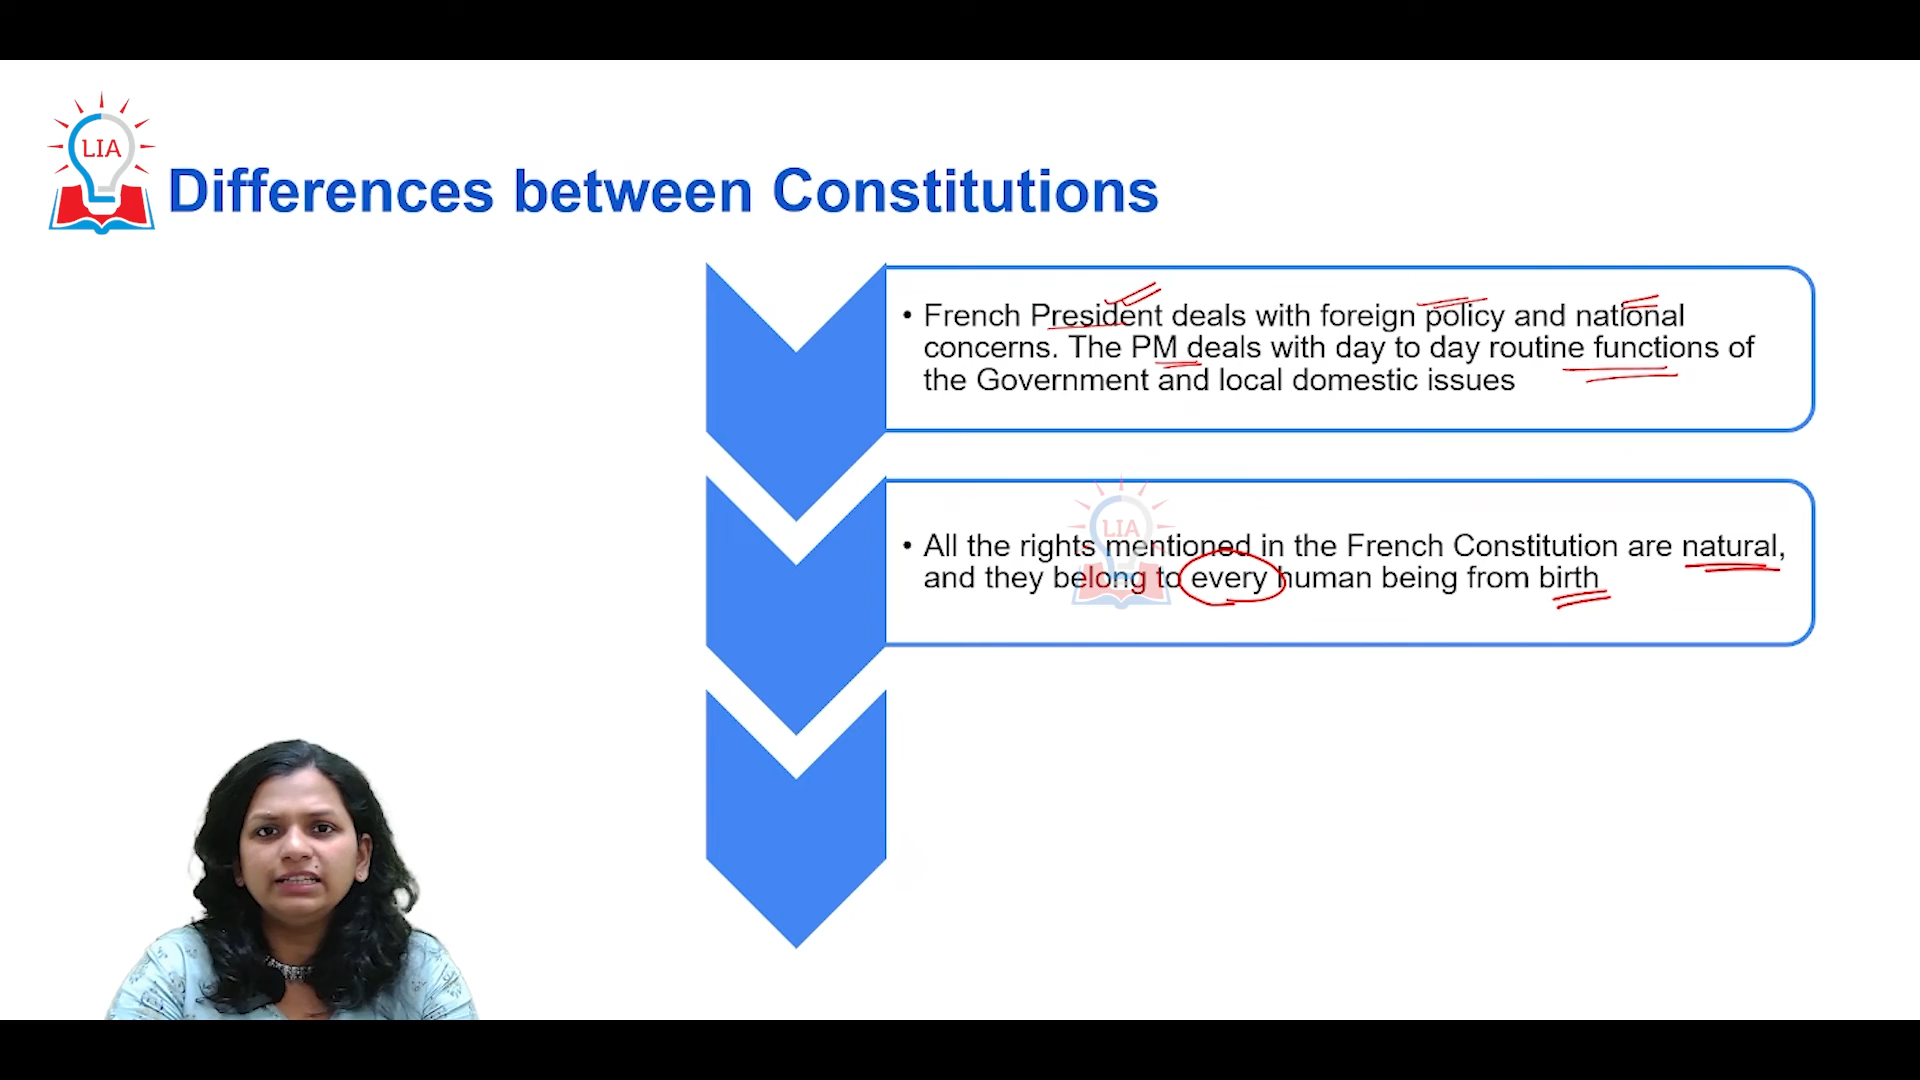 LIA
Differences between Constitutions
• French President deals with foreign policy and national
concerns. The PM deals with day to day routine functions of
the Government and local domestic issues
LIA
• All the rights mentioned in the French Constitution are natural,
and they belong to every human being from birth